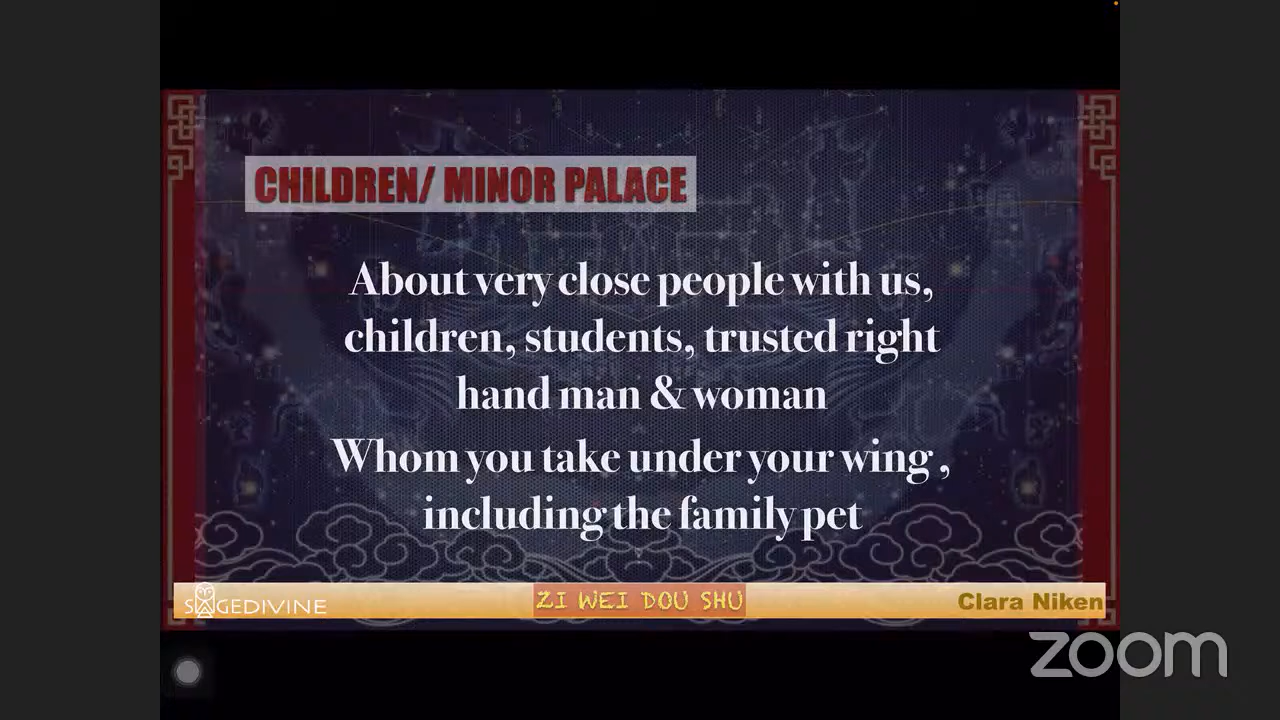 CHILDREN/ MINOR PALACE
About very close people with us,
children, students, trusted right
hand man & woman
Whom you take under your wing ,
including the family pet
SAGEDIVINE
ZI WEI DOU SHU
Clara Niken
zoom